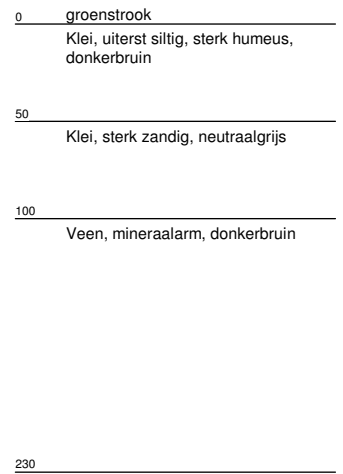 0 groenstrook
Klei, uiterst siltig, sterk humeus,
donkerbruin
50
Klei, sterk zandig, neutraalgrijs
100
Veen, mineraalarm, donkerbruin
230